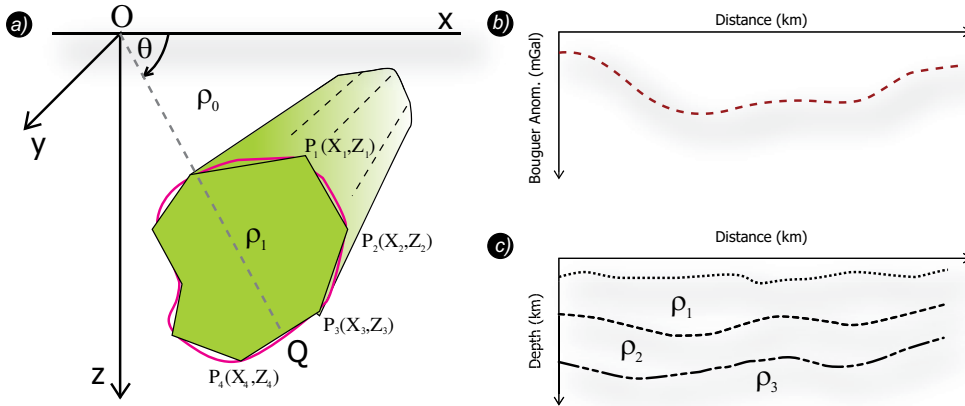 a)
O
x
θ
ρ0
y
P1(X1,Z1)
ρ1
P2(X2,Z2)
P3(X3,Z3)
Q
z
P4(X4,Z4)
b)
Distance (km)
Bouguer Anom. (mGal)
c)
Distance (km)
Depth (km)
ρ1
ρ2
ρ3